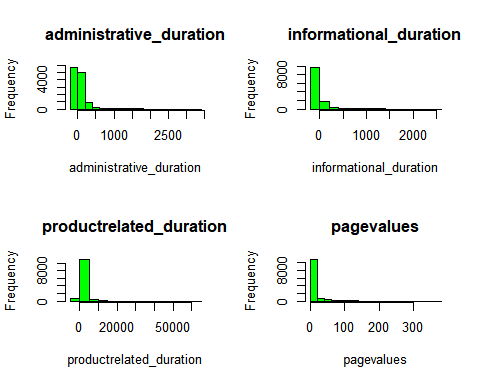 administrative_duration
Frequency
0 4000
0 1000 2500
administrative_duration
informational_duration
Frequency
0 8000
0 1000 2000
informational_duration
productrelated_duration
Frequency
0 8000
0 20000 50000
productrelated_duration
pagevalues
Frequency
0 8000
0 100 200 300
pagevalues